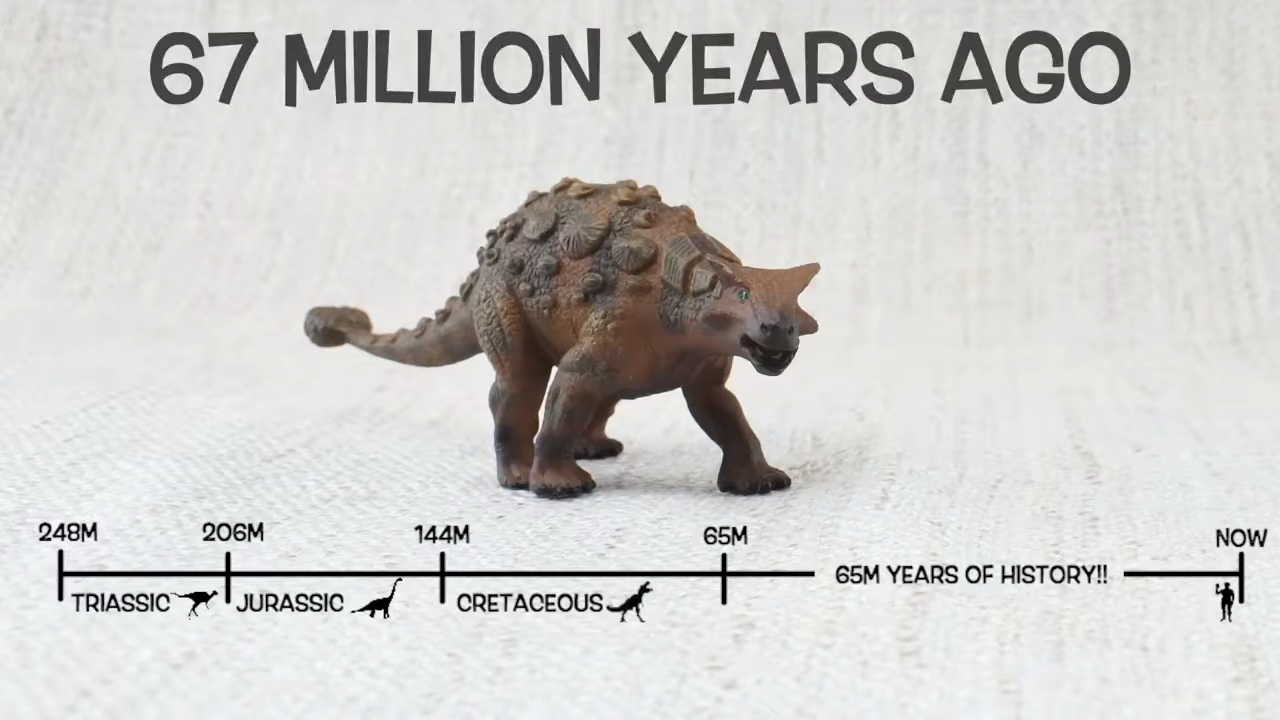 67 MILLION YEARS AGO
248M 206M 144M 65M NOW
65M YEARS OF HISTORY!!
TRIASSIC JURASSIC CRETACEOUS